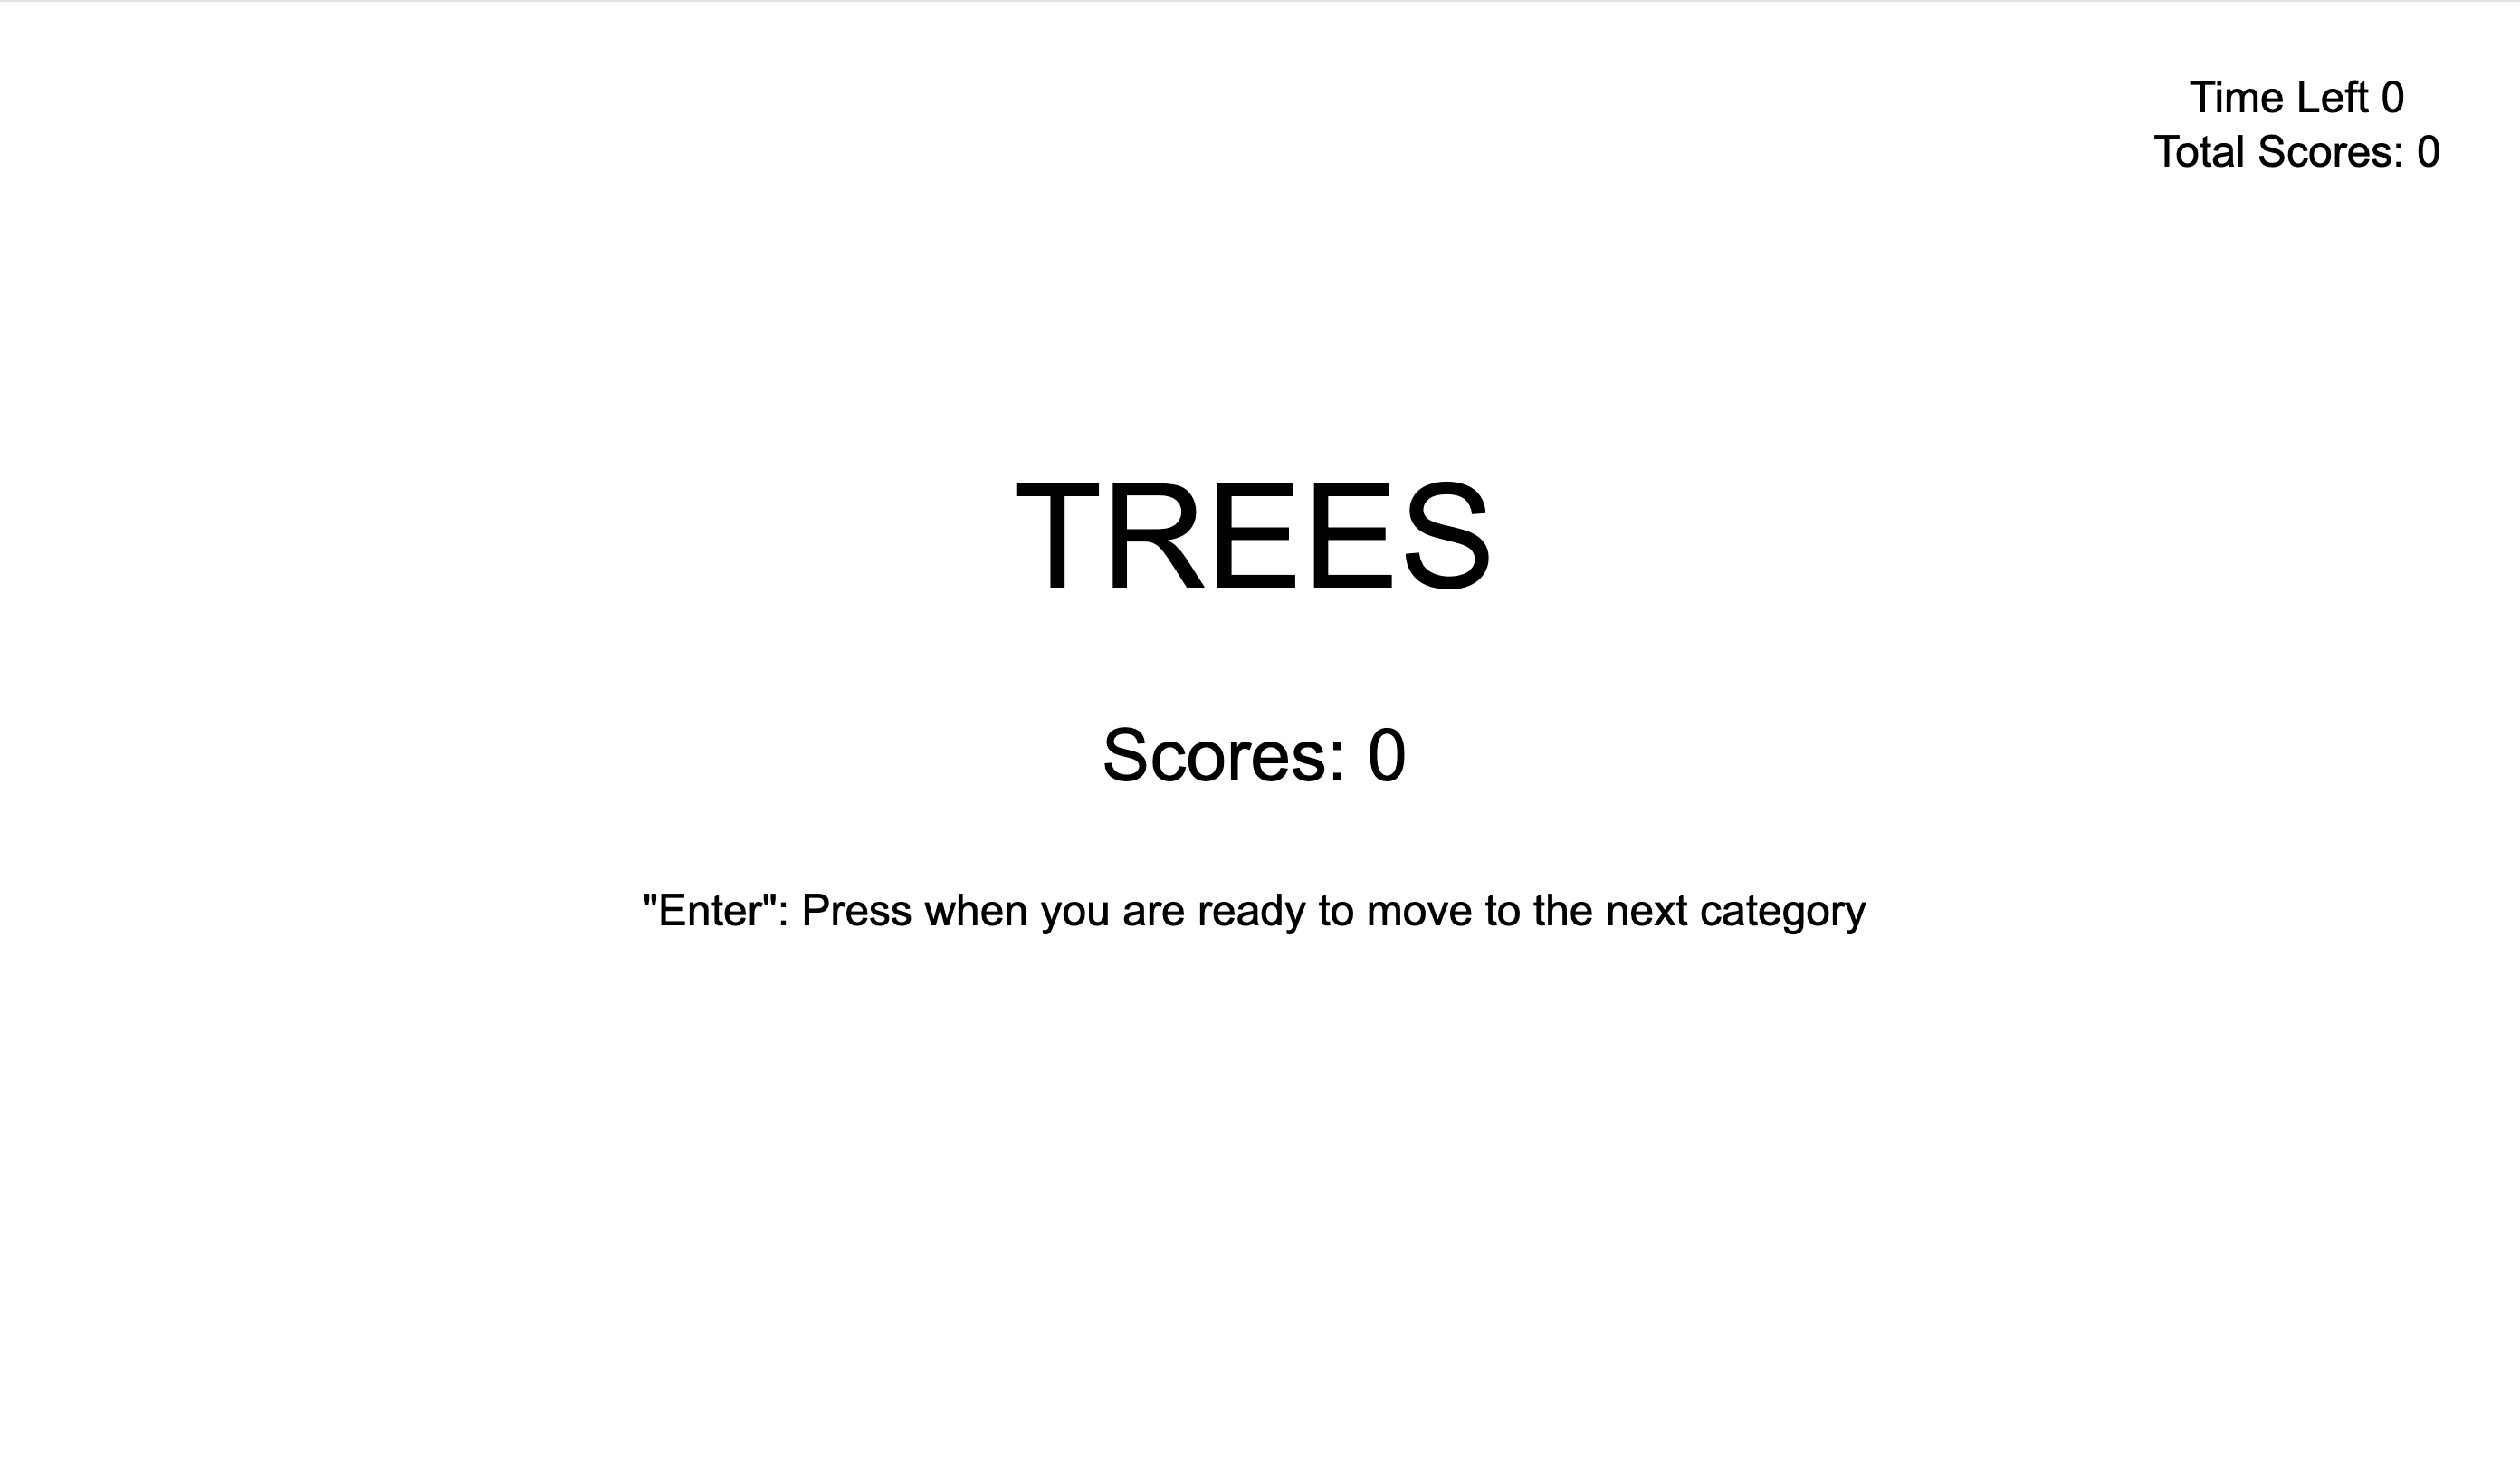 Time Left 0
Total Scores: 0
TREES
Scores: 0
"Enter": Press when you are ready to move to the next category